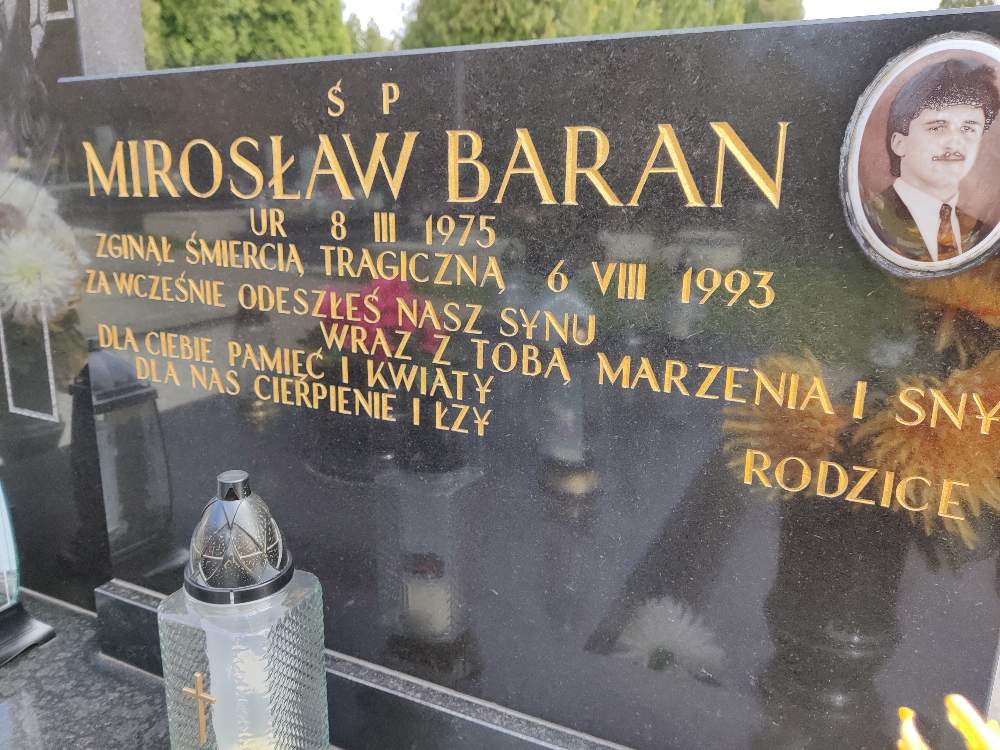 Ś P
MIROSŁAW BARAN
UR 8 III 1975
ZGINĄŁ ŚMIERCIĄ TRAGICZNĄ 6 VIII 1993
ZA WCZEŚNIE ODESZŁEŚ NASZ SYNU
WRAZ Z TOBĄ MARZENIA I SNY
DLA CIEBIE PAMIĘĆ I KWIATY
DLA NAS CIERPIENIE I ŁZY
RODZICE